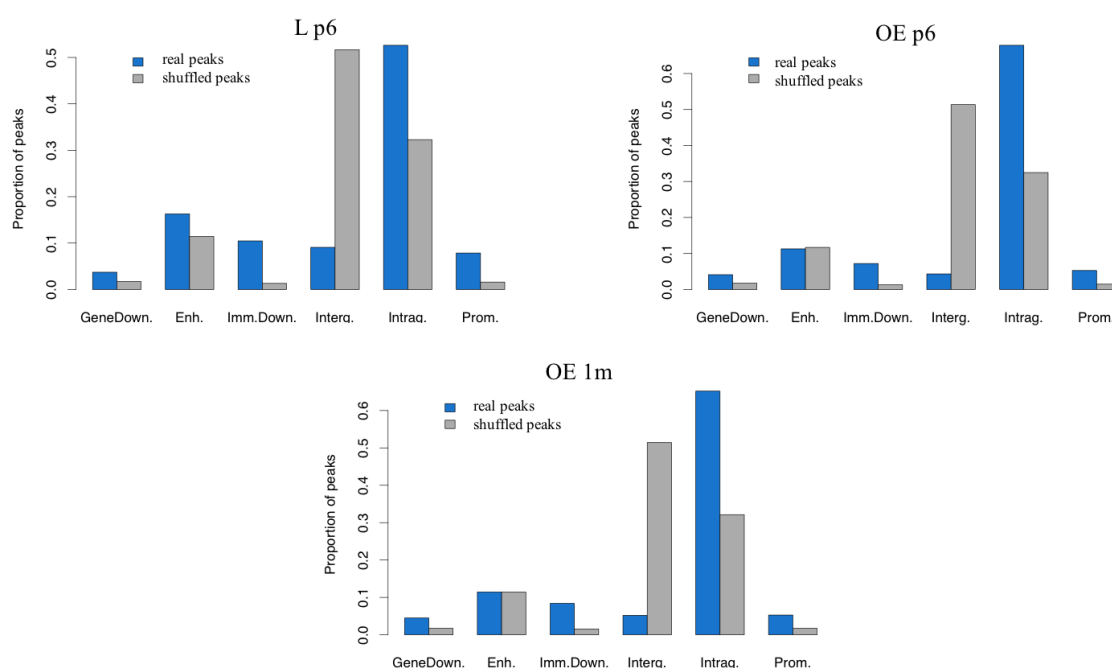 L p6
real peaks
shuffled peaks
Proportion of peaks
0.5
0.4
0.3
0.2
0.1
0.0
GeneDown. Enh. Imm.Down. Interg. Intrag. Prom.
OE p6
real peaks
shuffled peaks
Proportion of peaks
0.6
0.5
0.4
0.3
0.2
0.1
0.0
GeneDown. Enh. Imm.Down. Interg. Intrag. Prom.
OE 1m
real peaks
shuffled peaks
Proportion of peaks
0.6
0.5
0.4
0.3
0.2
0.1
0.0
GeneDown. Enh. Imm.Down. Interg. Intrag. Prom.